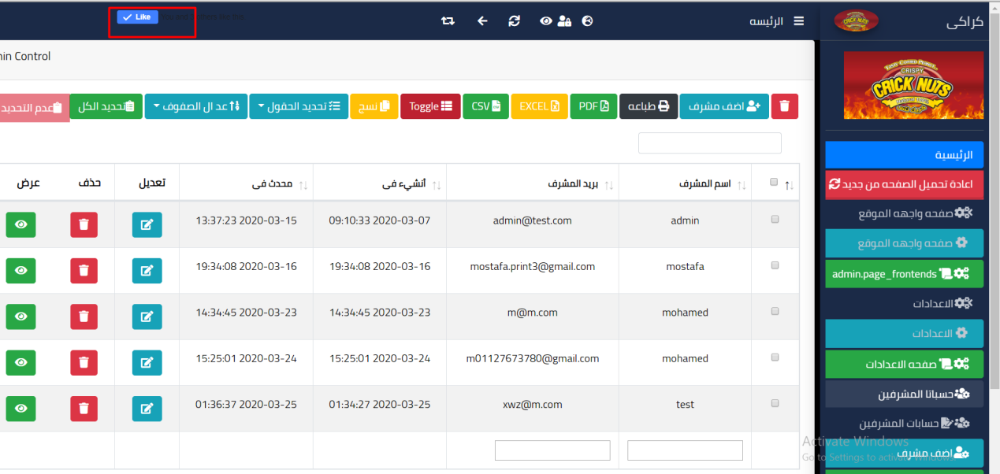 كراكى
الرئيسه
Like
CRICK NUTS
CRISPY
CRICK NUTS
in Control
اضف مشرف
طباعه
PDF
EXCEL
CSV
Toggle
نسخ
تحديد الحقول
عد ال الصفوف
تحديد الكل
عدم التحديد
اسم المشرف
بريد المشرف
أنشيء فى
محدث فى
تعديل
حذف
عرض
admin admin@test.com 09:10:33 2020-03-07 13:37:23 2020-03-15
mostafa mostafa.print3@gmail.com 19:34:08 2020-03-16 19:34:08 2020-03-16
mohamed m@m.com 14:34:45 2020-03-23 14:34:45 2020-03-23
mohamed m01127673780@gmail.com 15:25:01 2020-03-24 15:25:01 2020-03-24
test xwz@m.com 01:34:27 2020-03-25 01:36:37 2020-03-25
الرئيسية
اعادة تحميل الصفحه من جديد
صفحه واجهه الموقع
صفحه واجهه الموقع
admin.page_frontends
الاعدادات
الاعدادات
صفحه الاعدادات
حسباتا المشرفين
حسابات المشرفين
اضف مشرف
Activate Windows
Go to Settings to activate Windows.